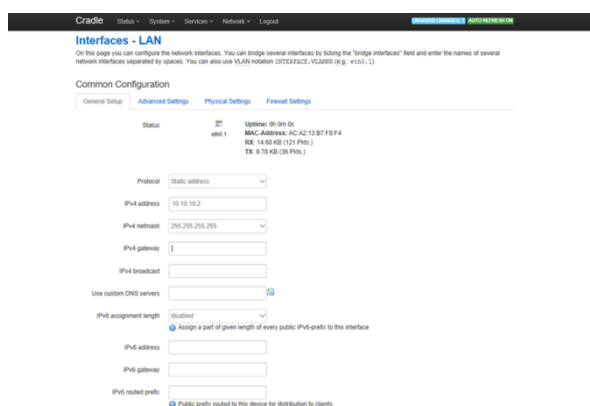 Cradle Status System Services Network Logout UNSAVED CHANGES: 1 AUTO REFRESH ON
Interfaces - LAN
On this page you can configure the network interfaces. You can bridge several interfaces by ticking the "bridge interfaces" field and enter the names of several
network interfaces separated by spaces. You can also use VLAN notation INTERFACE.VLANNR (e.g.: eth0.1).
Common Configuration
General Setup Advanced Settings Physical Settings Firewall Settings
Status
eth0.1
Uptime: 0h 0m 0s
MAC-Address: AC:A2:13:B7:F8:F4
RX: 14.60 KB (121 Pkts.)
TX: 9.78 KB (36 Pkts.)
Protocol Static address
IPv4 address 10.10.10.2
IPv4 netmask 255.255.255.255
IPv4 gateway
IPv4 broadcast
Use custom DNS servers
IPv6 assignment length disabled
Assign a part of given length of every public IPv6-prefix to this interface
IPv6 address
IPv6 gateway
IPv6 routed prefix
Public prefix routed to this device for distribution to clients.